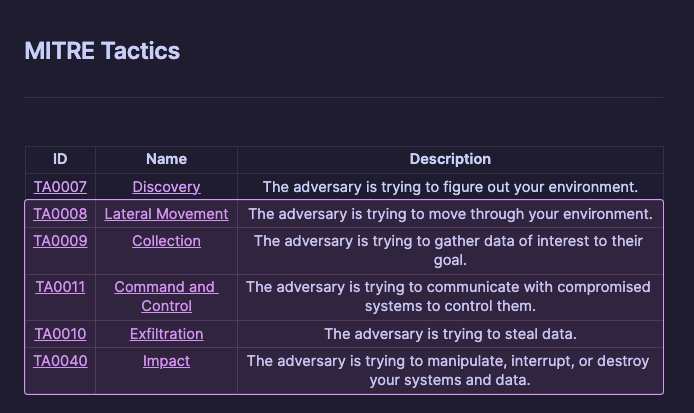 MITRE Tactics
ID Name Description
TA0007 Discovery The adversary is trying to figure out your environment.
TA0008 Lateral Movement The adversary is trying to move through your environment.
TA0009 Collection The adversary is trying to gather data of interest to their
goal.
TA0011 Command and The adversary is trying to communicate with compromised
Control systems to control them.
TA0010 Exfiltration The adversary is trying to steal data.
TA0040 Impact The adversary is trying to manipulate, interrupt, or destroy
your systems and data.